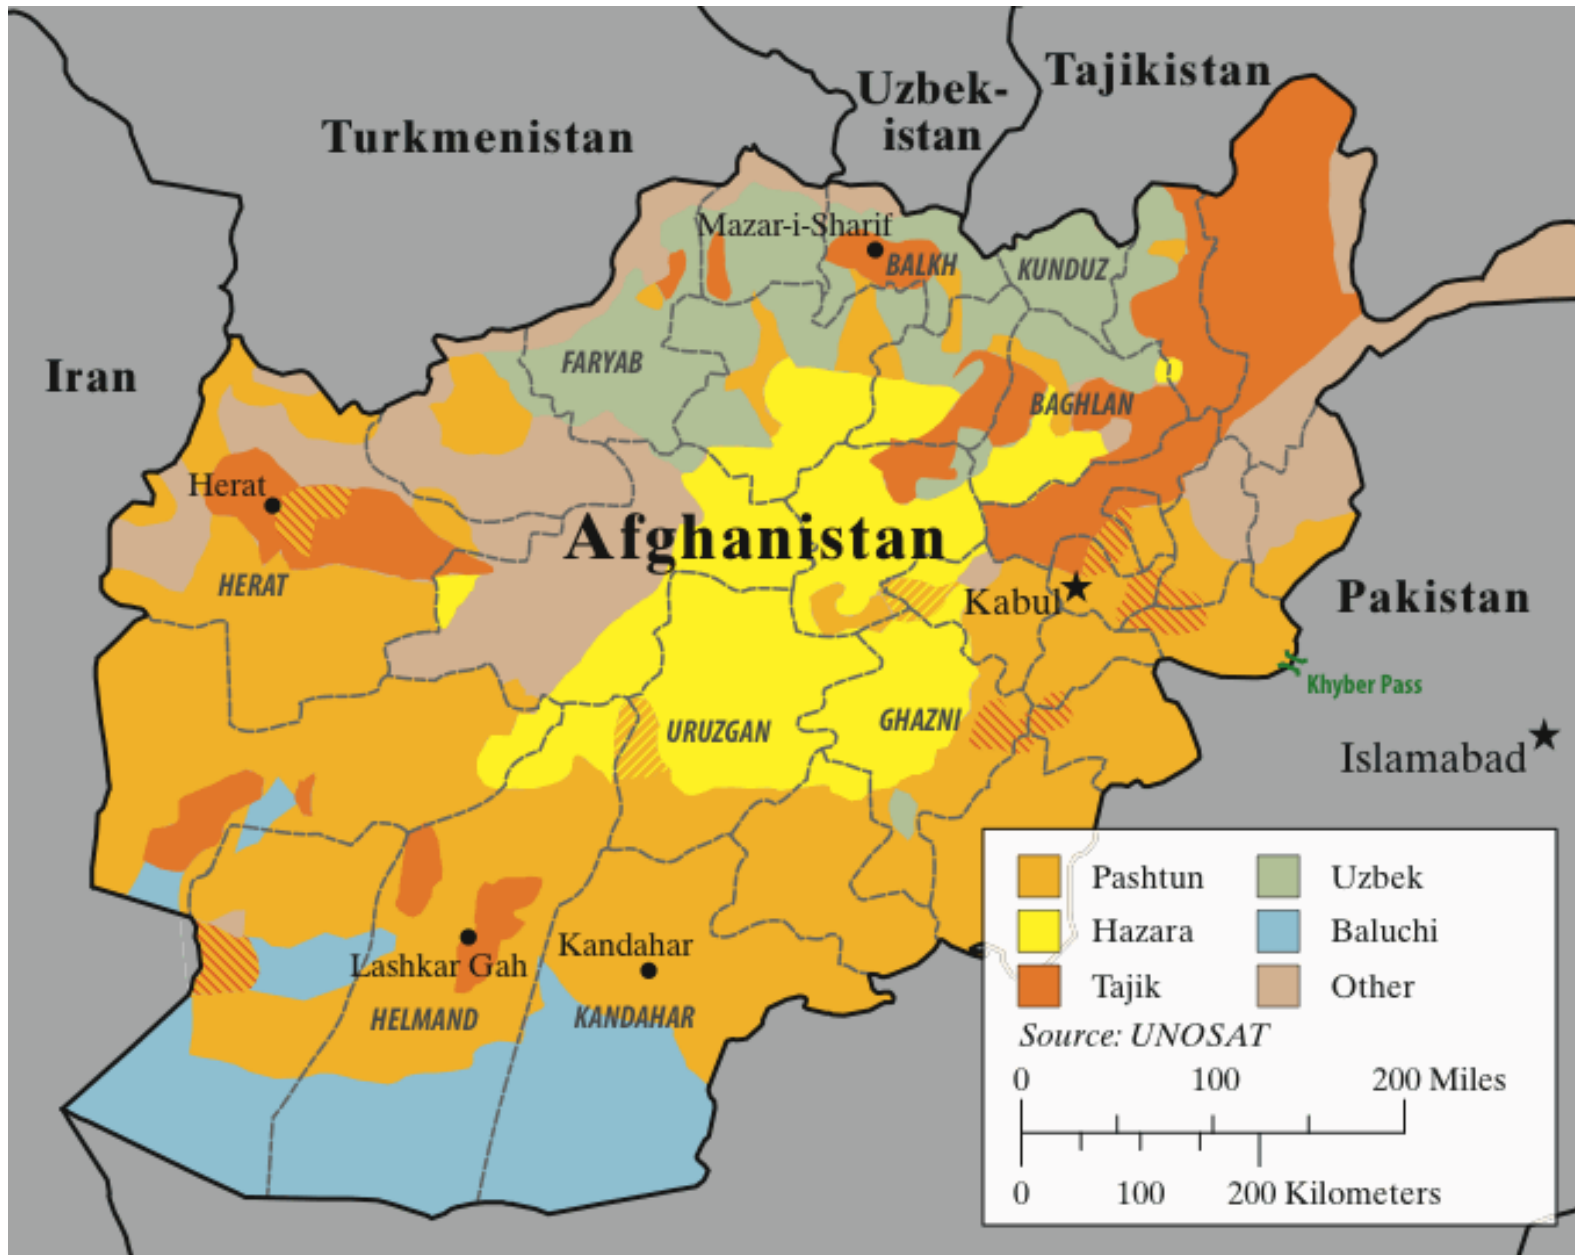 Tajikistan
Uzbek-
istan
Turkmenistan
Mazar-i-Sharif
BALKH
KUNDUZ
FARYAB
Iran
BAGHLAN
Herat
Afghanistan
HERAT
Kabul
Pakistan
Khyber Pass
URUZGAN
GHAZNI
Islamabad
Kandahar
Lashkar Gah
HELMAND
KANDAHAR
Pashtun
Uzbek
Hazara
Baluchi
Tajik
Other
Source: UNOSAT
0 100 200 Miles
0 100 200 Kilometers